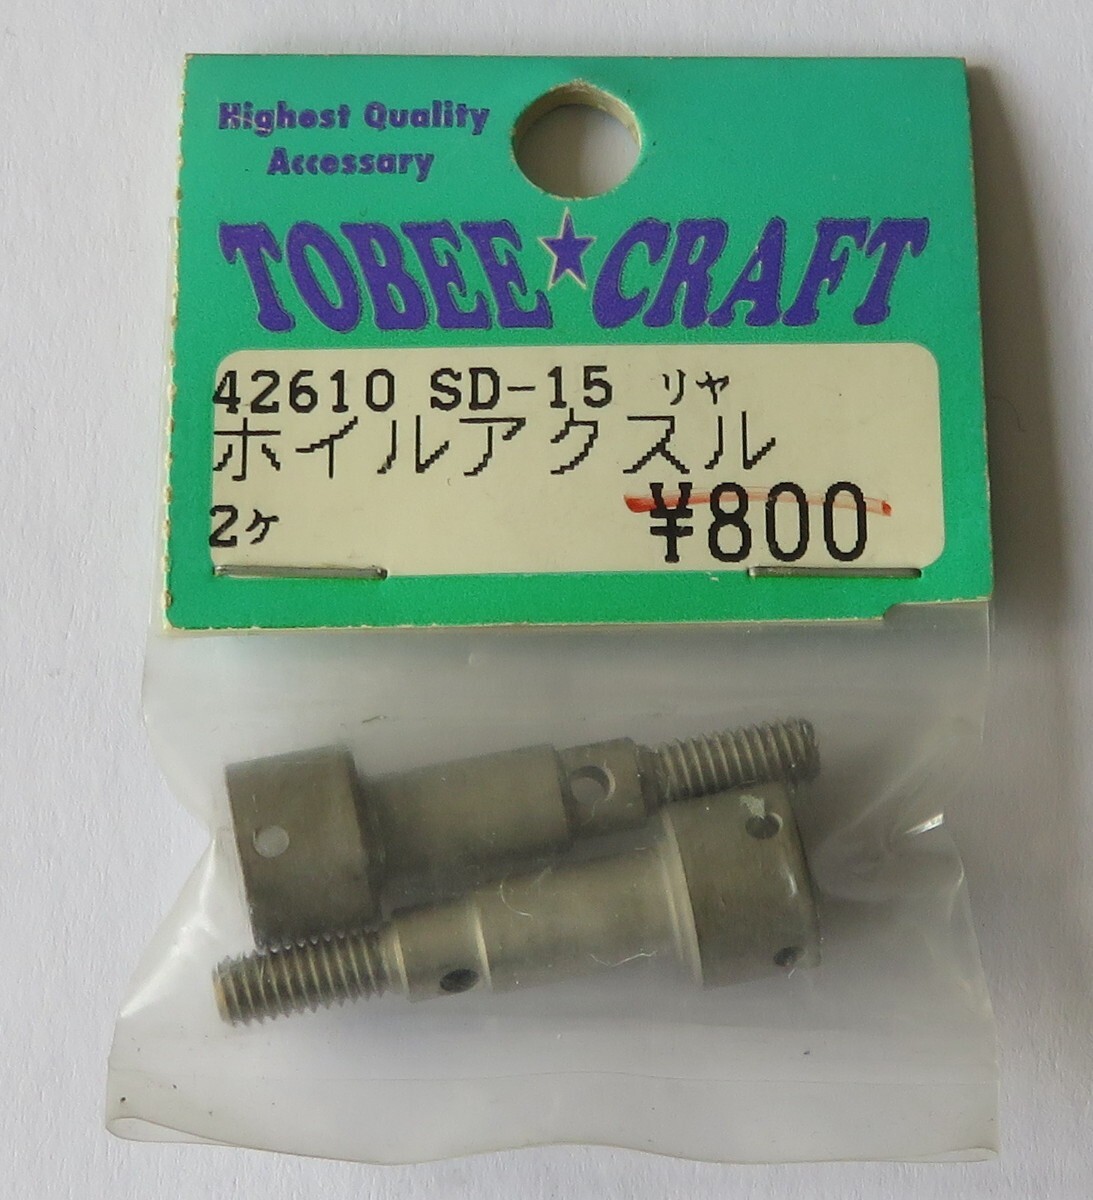 Highest Quality
Accessary
TOBEE★CRAFT
42610 SD-15 リヤ
ホイルアクスル
2ケ
¥800